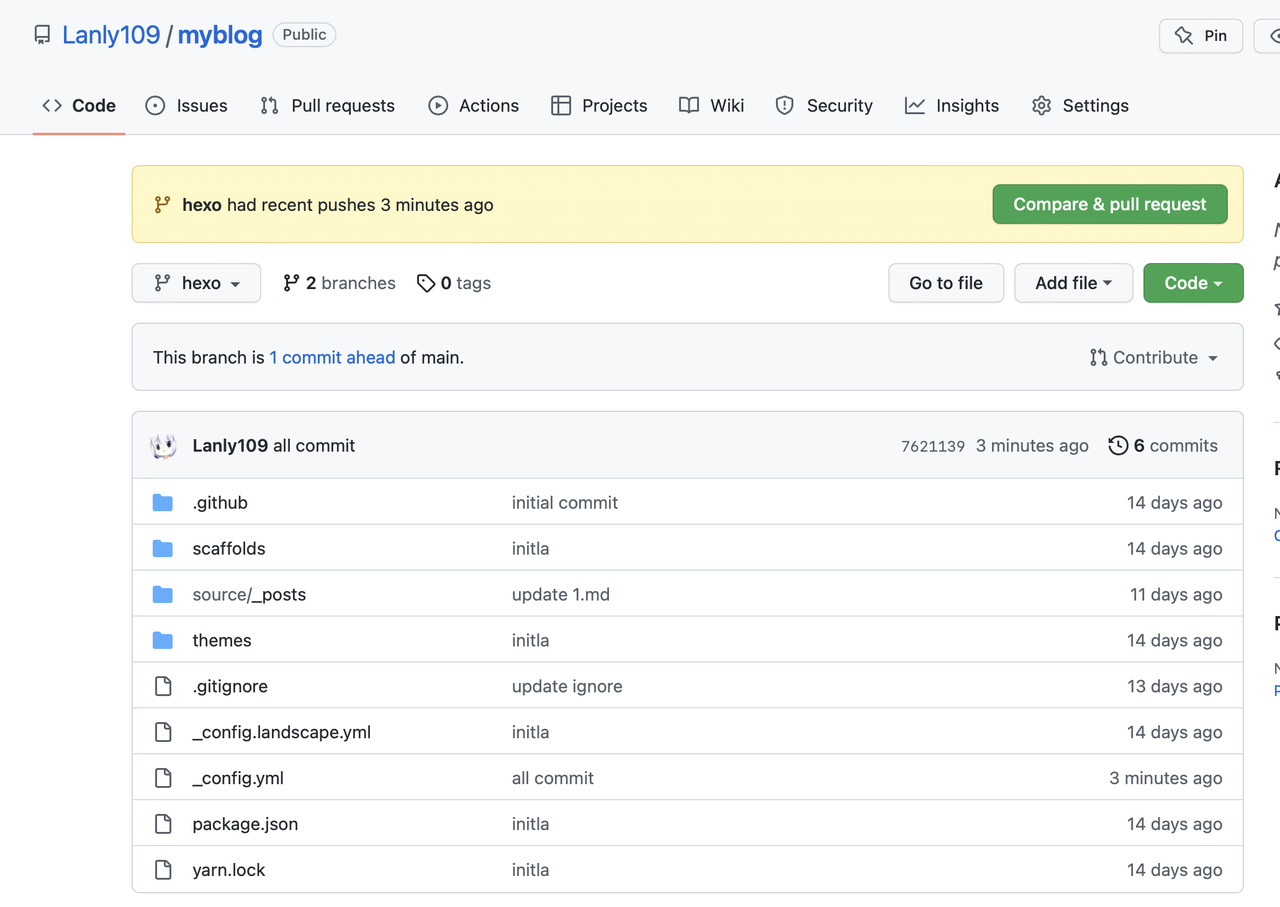 Lanly109 / myblog Public Pin
Code Issues Pull requests Actions Projects Wiki Security Insights Settings
hexo had recent pushes 3 minutes ago Compare & pull request
hexo 2 branches 0 tags Go to file Add file Code
This branch is 1 commit ahead of main. Contribute
Lanly109 all commit 7621139 3 minutes ago 6 commits
.github initial commit 14 days ago
scaffolds initla 14 days ago
source/_posts update 1.md 11 days ago
themes initla 14 days ago
.gitignore update ignore 13 days ago
_config.landscape.yml initla 14 days ago
_config.yml all commit 3 minutes ago
package.json initla 14 days ago
yarn.lock initla 14 days ago